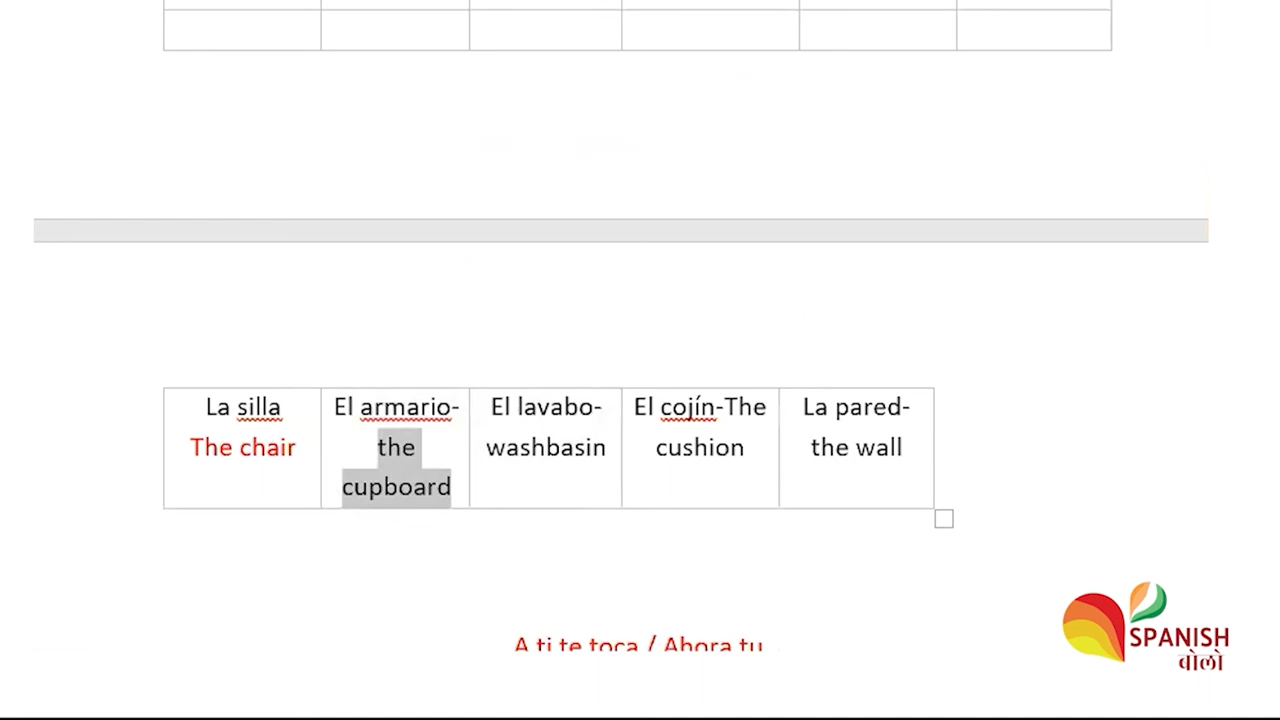 La silla
The chair
El armario-
the
cupboard
El lavabo-
washbasin
El cojín-The
cushion
La pared-
the wall
A ti te toca / Ahora tu
SPANISH
बोलो